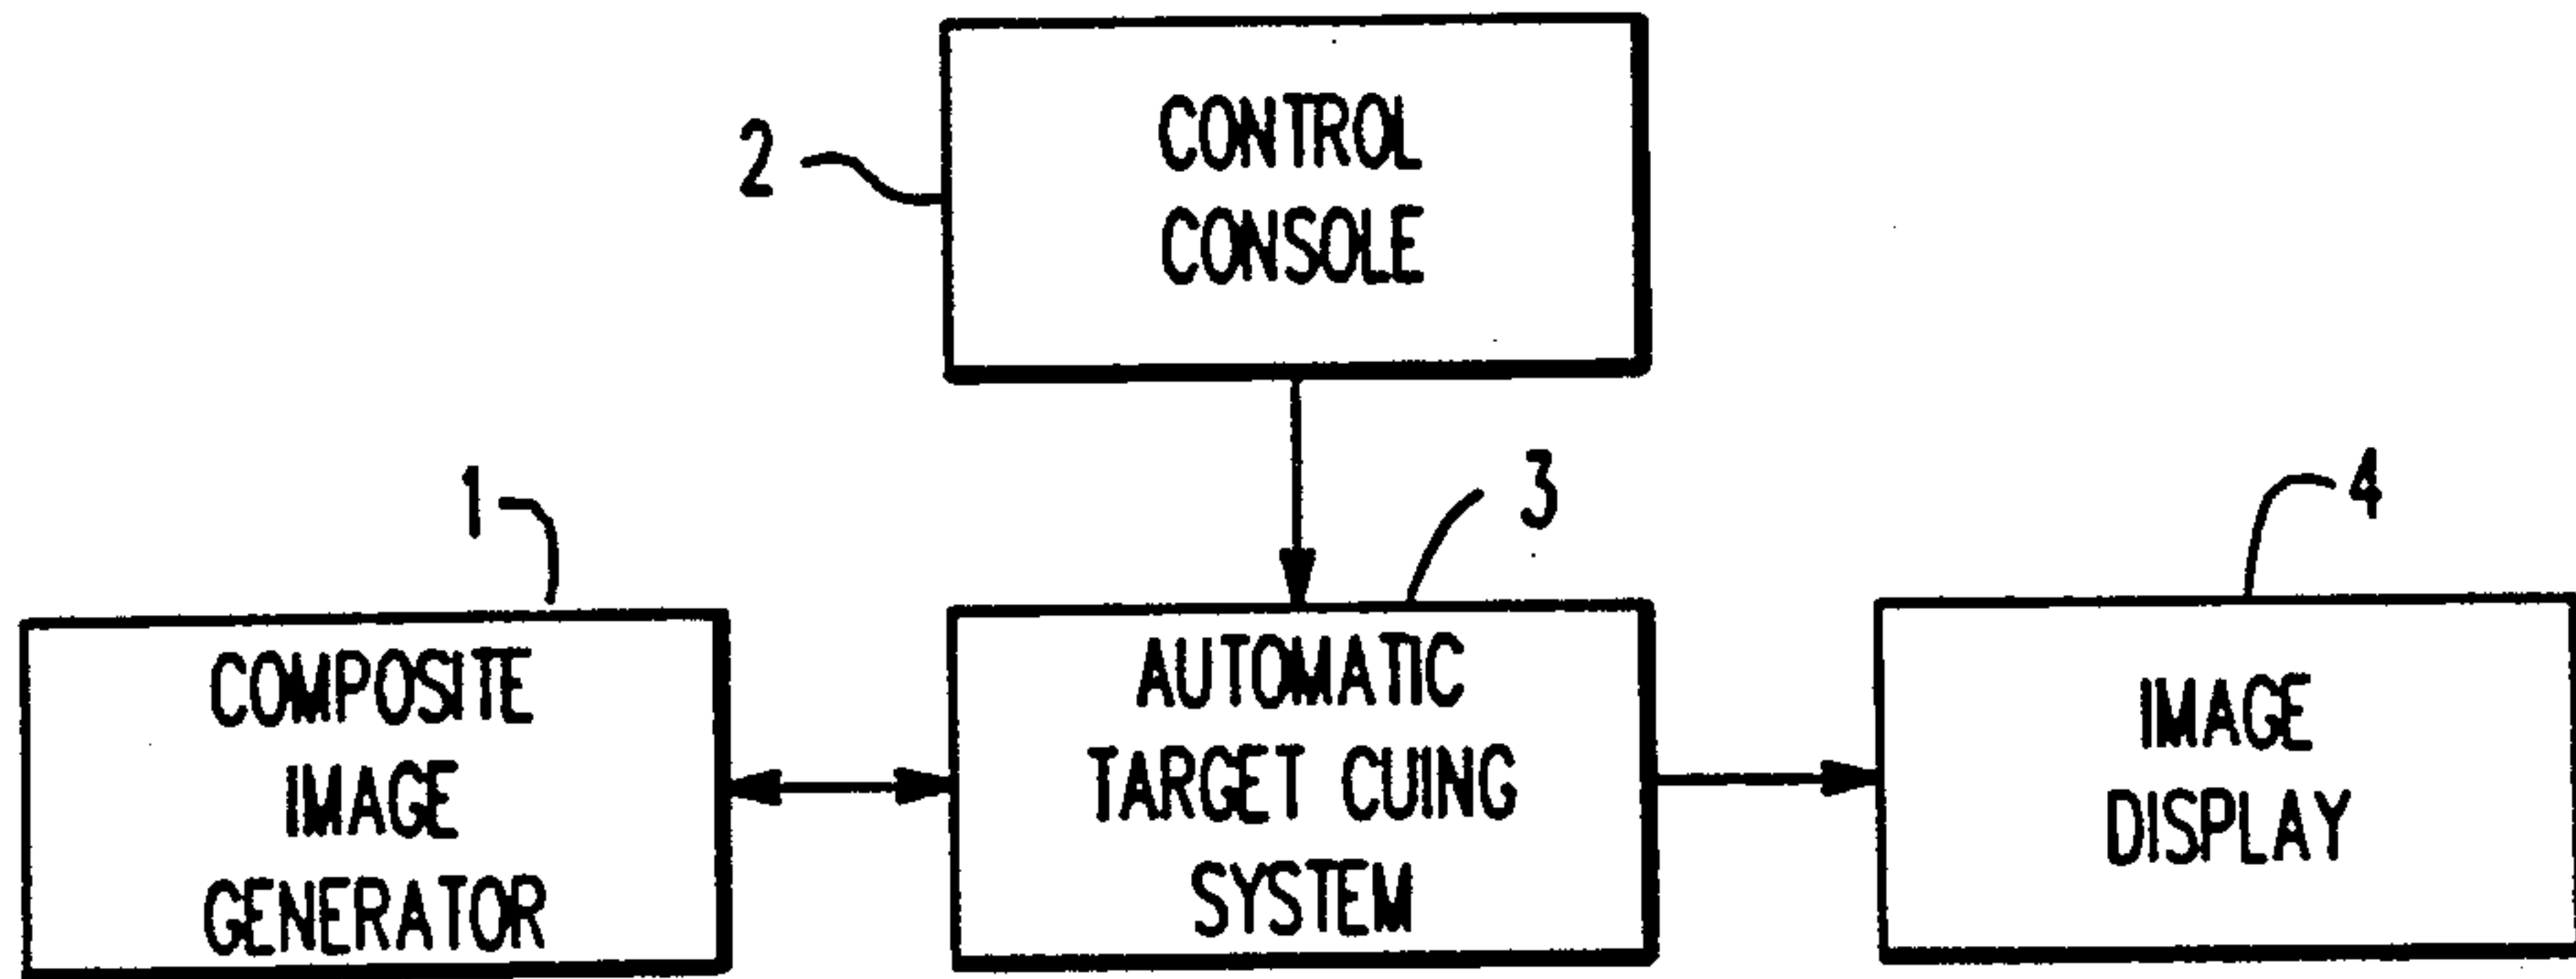 2
CONTROL
CONSOLE
1
COMPOSITE
IMAGE
GENERATOR
3
AUTOMATIC
TARGET CUING
SYSTEM
4
IMAGE
DISPLAY